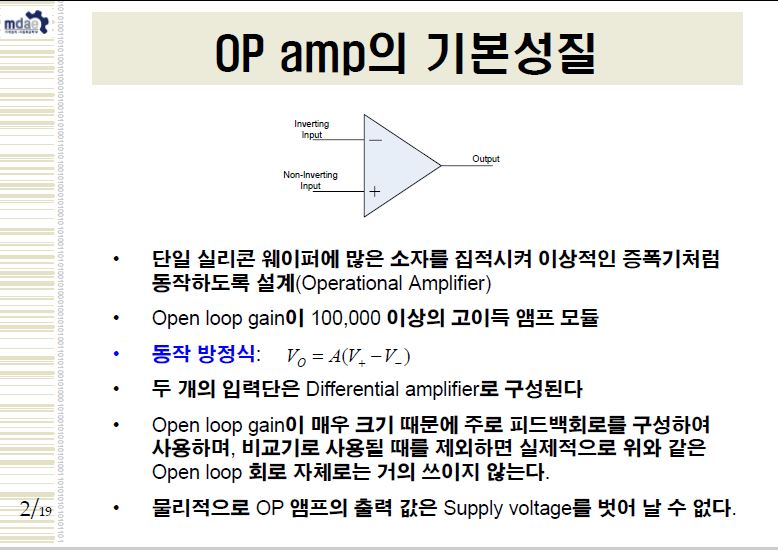 mdae
OP amp의 기본성질
Inverting
Input
Non-Inverting
Input
Output
• 단일 실리콘 웨이퍼에 많은 소자를 집적시켜 이상적인 증폭기처럼
동작하도록 설계(Operational Amplifier)
• Open loop gain이 100,000 이상의 고이득 앰프 모듈
• 동작 방정식: V_O = A(V_+ − V_−)
• 두 개의 입력단은 Differential amplifier로 구성된다
• Open loop gain이 매우 크기 때문에 주로 피드백회로를 구성하여
사용하며, 비교기로 사용될 때를 제외하면 실제적으로 위와 같은
Open loop 회로 자체로는 거의 쓰이지 않는다.
• 물리적으로 OP 앰프의 출력 값은 Supply voltage를 벗어 날 수 없다.
2/19